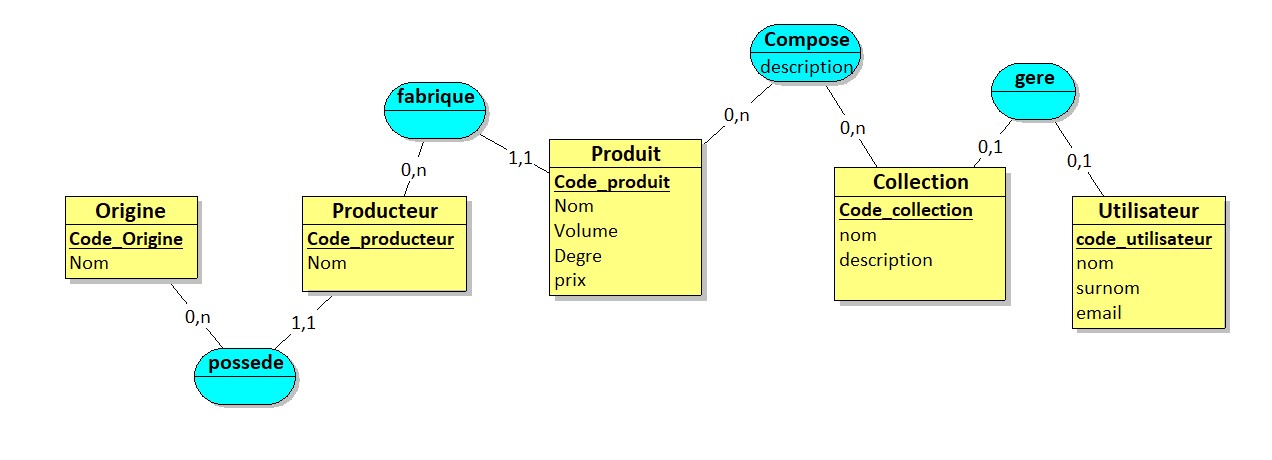 Compose
description
gere
fabrique
0,n
0,n
0,1
0,1
1,1
0,n
Produit
Code_produit
Nom
Volume
Degre
prix
Collection
Code_collection
nom
description
Origine
Code_Origine
Nom
Producteur
Code_producteur
Nom
Utilisateur
code_utilisateur
nom
surnom
email
0,n
1,1
possede